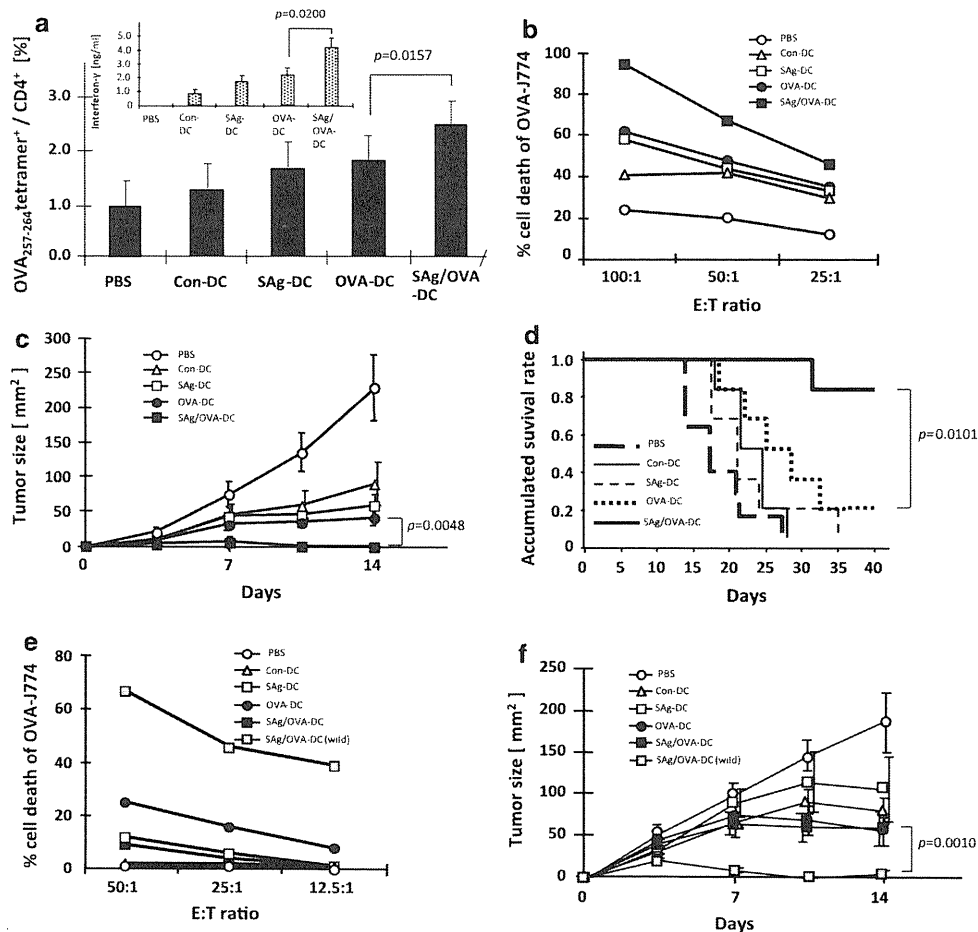 a
OVA257-264tetramer+ / CD4+ [%]
3.0
2.0
1.0
0.0
PBS
Con-DC
SAg-DC
OVA-DC
SAg/OVA
-DC
Interferon-γ [ng/ml]
5.0
4.0
3.0
2.0
1.0
0
PBS
Con-
DC
SAg-
DC
OVA-
DC
SAg/
OVA-
DC
p=0.0200
p=0.0157
b
% cell death of OVA-J774
100
80
60
40
20
0
100:1
50:1
25:1
E:T ratio
PBS
Con-DC
SAg-DC
OVA-DC
SAg/OVA-DC
c
Tumor size [ mm2 ]
300
250
200
150
100
50
0
0
7
14
Days
PBS
Con-DC
SAg-DC
OVA-DC
SAg/OVA-DC
p=0.0048
d
Accumulated suvival rate
1.0
0.8
0.6
0.4
0.2
0
0
5
10
15
20
25
30
35
40
Days
PBS
Con-DC
SAg-DC
OVA-DC
SAg/OVA-DC
p=0.0101
e
% cell death of OVA-J774
80
60
40
20
0
50:1
25:1
12.5:1
E:T ratio
PBS
Con-DC
SAg-DC
OVA-DC
SAg/OVA-DC
SAg/OVA-DC (wild)
f
Tumor size [ mm2 ]
250
200
150
100
50
0
0
7
14
Days
PBS
Con-DC
SAg-DC
OVA-DC
SAg/OVA-DC
SAg/OVA-DC (wild)
p=0.0010